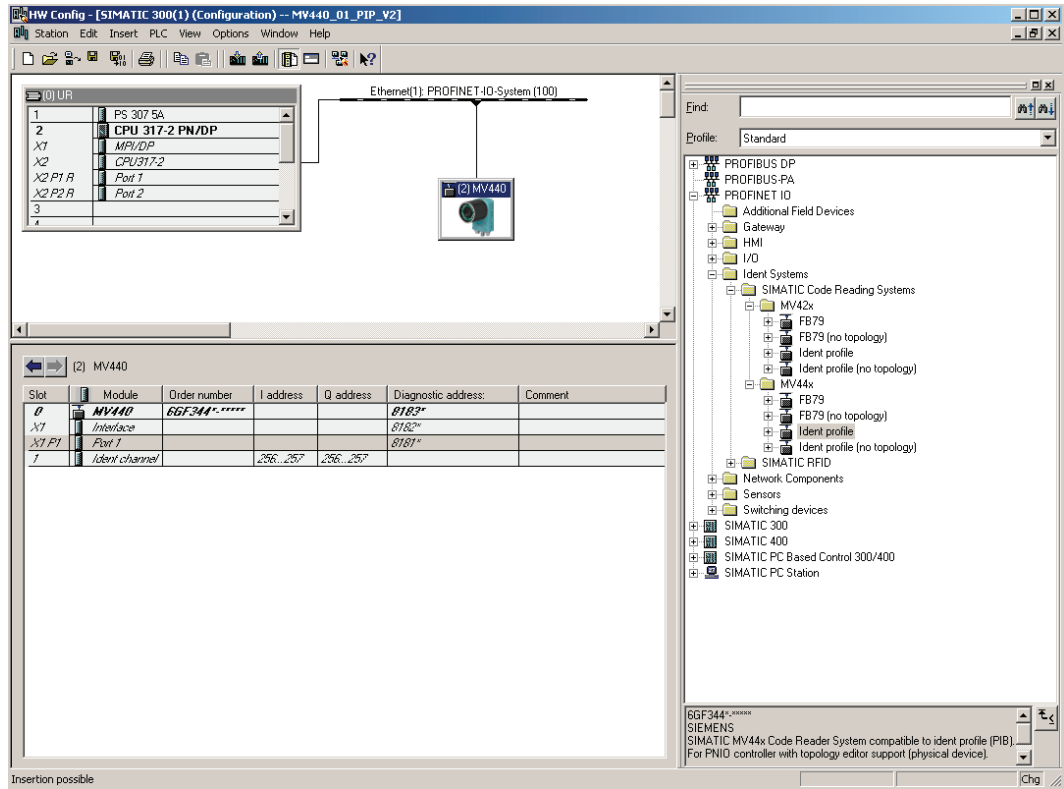 HW Config - [SIMATIC 300(1) (Configuration) -- MV440_01_PIP_V2]
Station Edit Insert PLC View Options Window Help
(0) UR
1 PS 307 5A
2 CPU 317-2 PN/DP
X1 MPI/DP
X2 CPU317-2
X2 P1 R Port 1
X2 P2 R Port 2
3
4
Ethernet(1): PROFINET-IO-System (100)
(2) MV440
(2) MV440
Slot Module Order number I address Q address Diagnostic address: Comment
0 MV440 6GF344*-***** 8183*
X1 Interface 8182*
X1 P1 Port 1 8181*
1 Ident channel 256...257 256...257
Find:
Profile: Standard
PROFIBUS DP
PROFIBUS-PA
PROFINET IO
Additional Field Devices
Gateway
HMI
I/O
Ident Systems
SIMATIC Code Reading Systems
MV42x
FB79
FB79 (no topology)
Ident profile
Ident profile (no topology)
MV44x
FB79
FB79 (no topology)
Ident profile
Ident profile (no topology)
SIMATIC RFID
Network Components
Sensors
Switching devices
SIMATIC 300
SIMATIC 400
SIMATIC PC Based Control 300/400
SIMATIC PC Station
6GF344*-*****
SIEMENS
SIMATIC MV44x Code Reader System compatible to ident profile (PIB).
For PNIO controller with topology editor support (physical device).
Insertion possible Chg